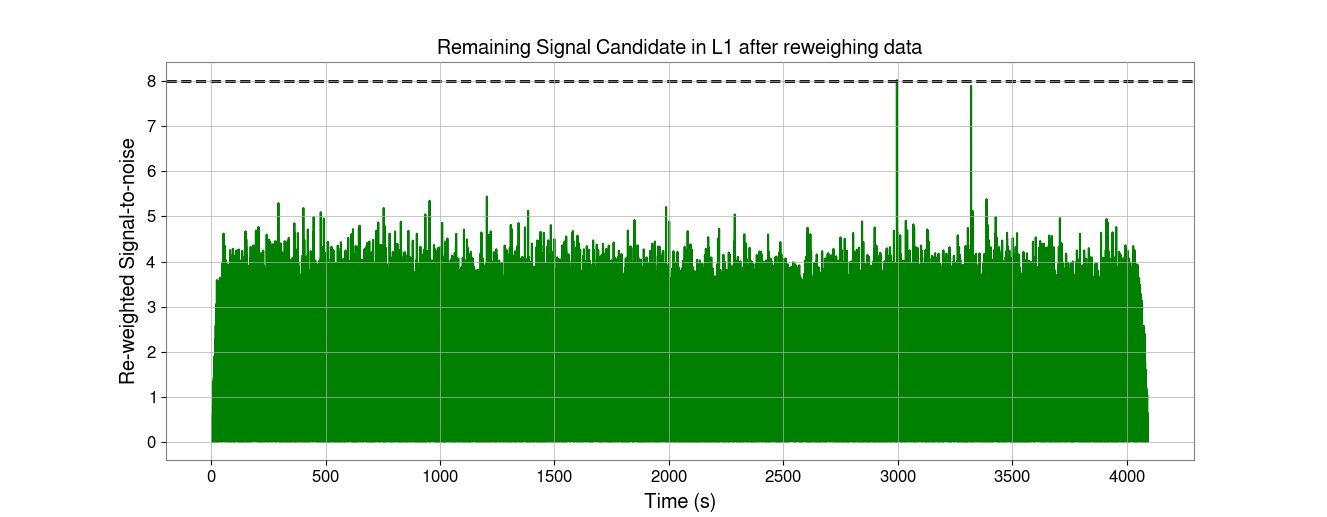 Remaining Signal Candidate in L1 after reweighing data
Re-weighted Signal-to-noise
8
7
6
5
4
3
2
1
0
0 500 1000 1500 2000 2500 3000 3500 4000
Time (s)